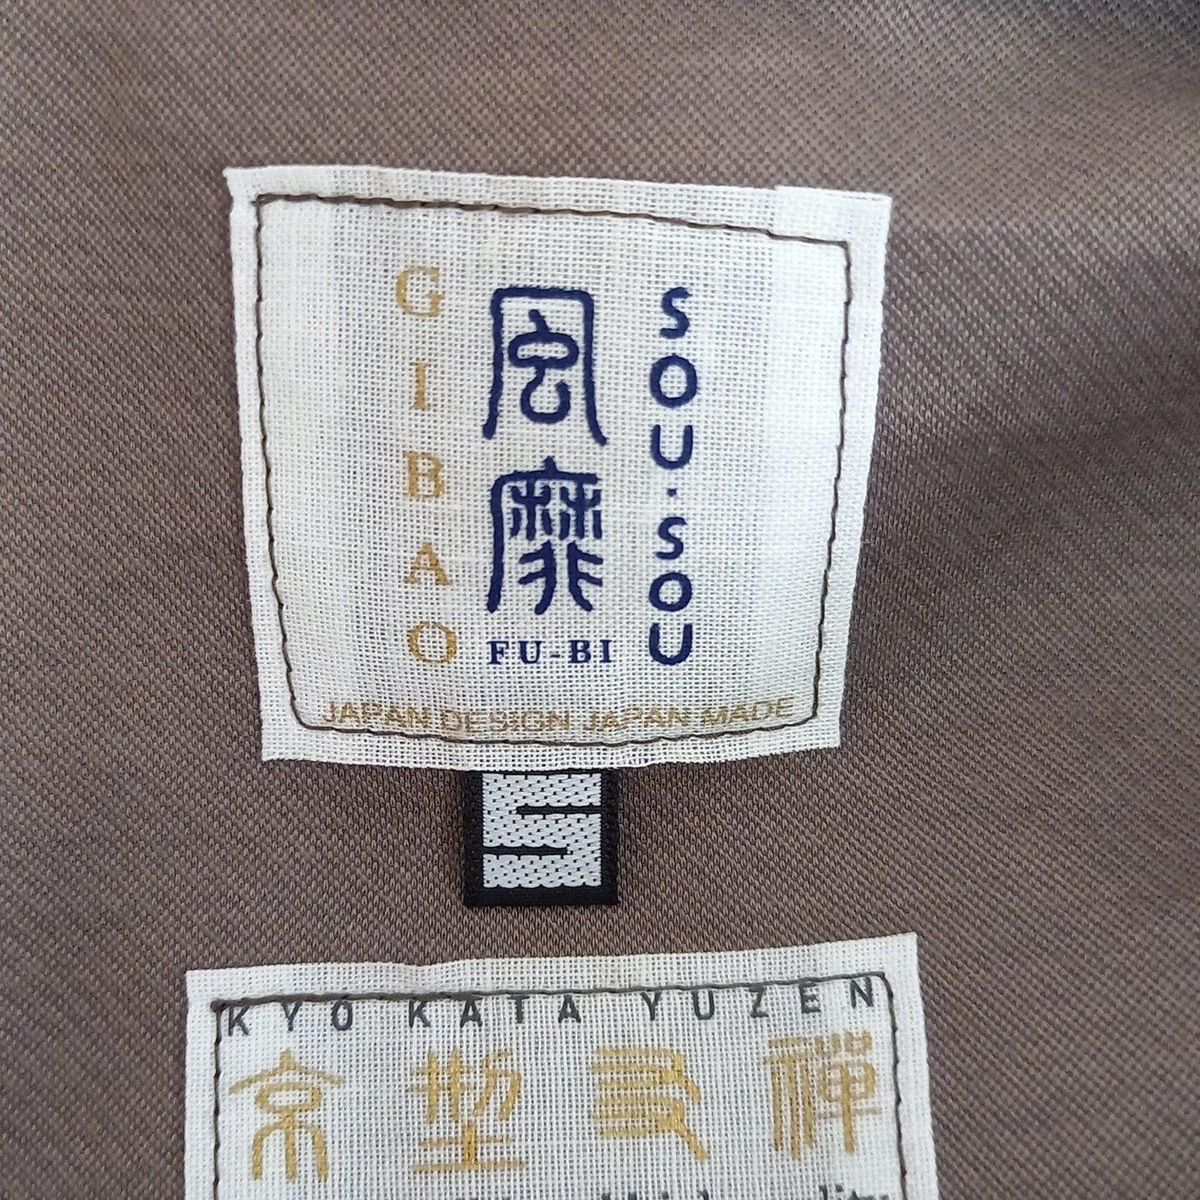 GIBAO
風靡
FU-BI
SOU・SOU
JAPAN DESIGN JAPAN MADE
S
KYO KATA YUZEN
京型友禅